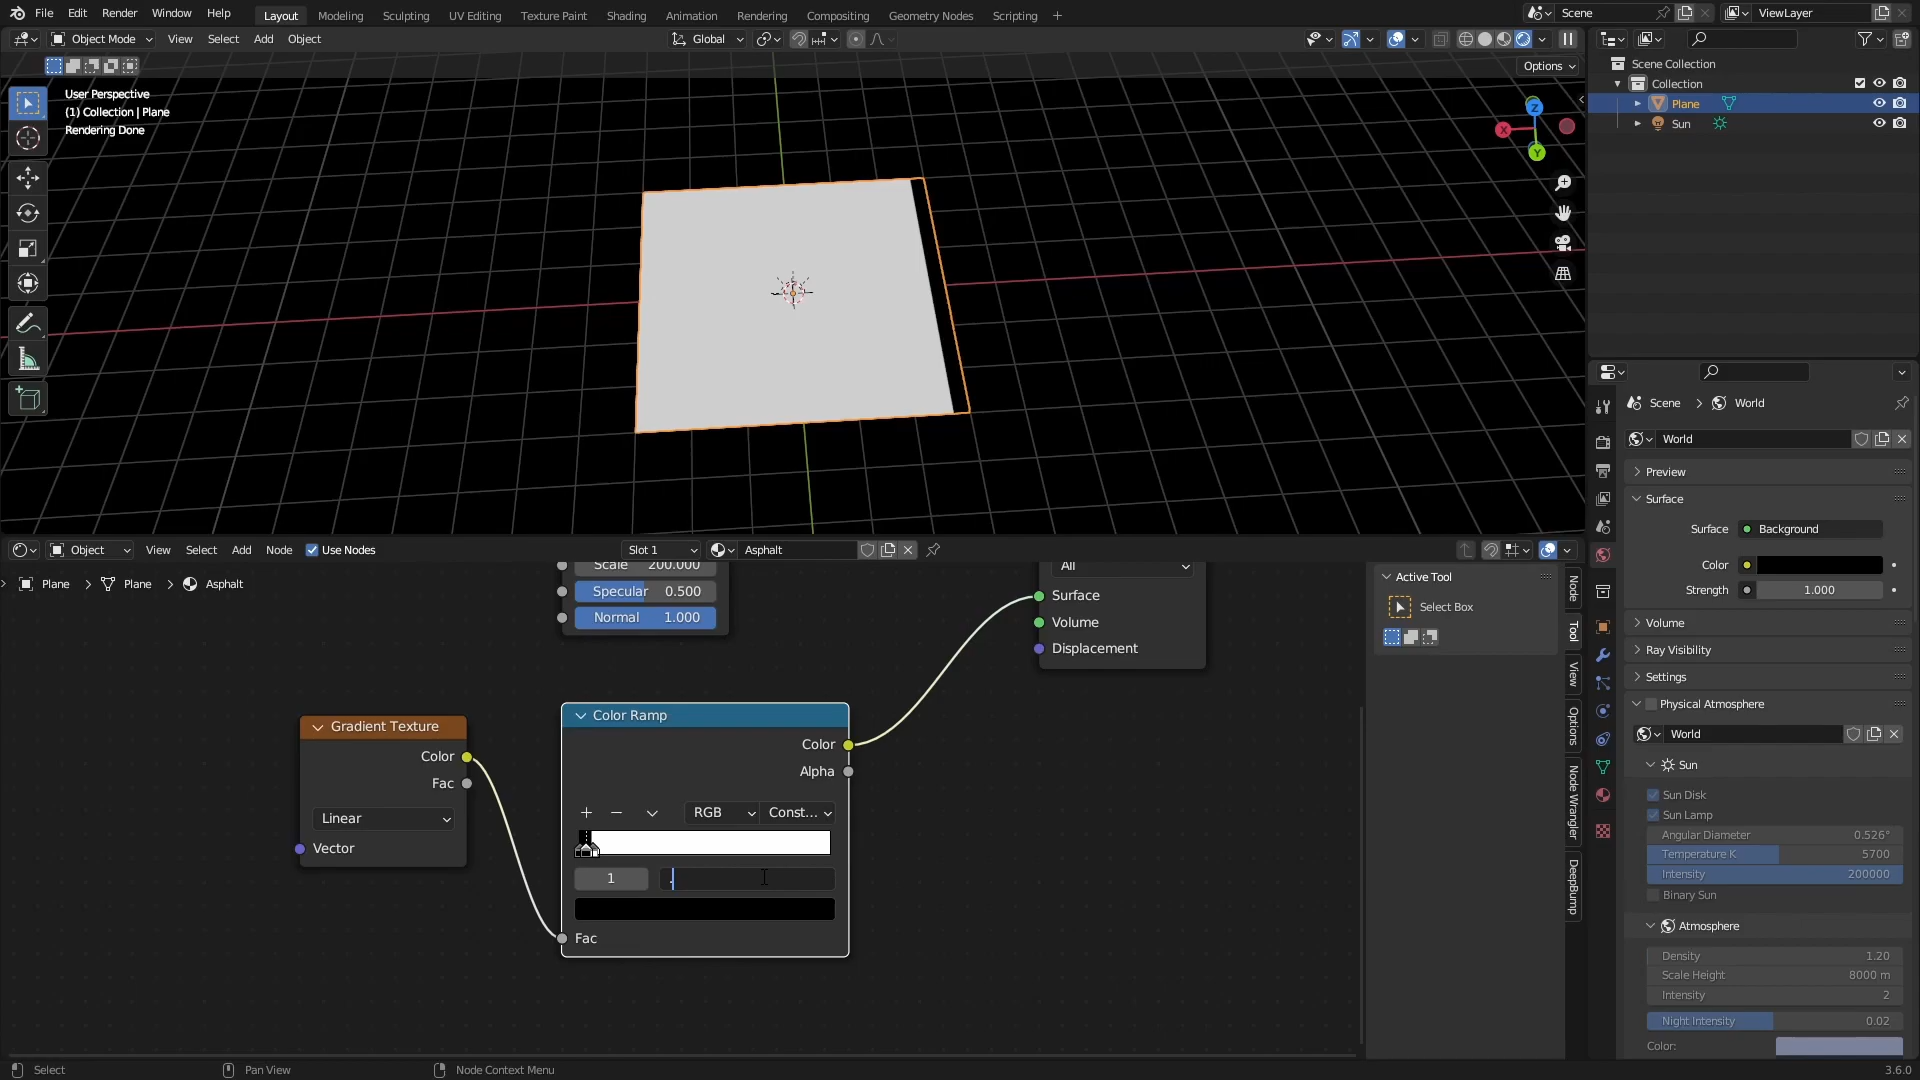 File Edit Render Window Help Layout Modeling Sculpting UV Editing Texture Paint Shading Animation Rendering Compositing Geometry Nodes Scripting + Scene ViewLayer
Object Mode View Select Add Object Global
Options
User Perspective
(1) Collection | Plane
Rendering Done
Z
X
Y
Scene Collection
Collection
Plane
Sun
Scene > World
World
Preview
Surface
Surface Background
Color
Strength 1.000
Volume
Ray Visibility
Settings
Physical Atmosphere
World
Sun
Sun Disk
Sun Lamp
Angular Diameter 0.526°
Temperature K 5700
Intensity 200000
Binary Sun
Atmosphere
Density 1.20
Scale Height 8000 m
Intensity 2
Night Intensity 0.02
Color:
Object View Select Add Node Use Nodes Slot 1 Asphalt
Plane > Plane > Asphalt
Scale 200.000
Specular 0.500
Normal 1.000
All
Surface
Volume
Displacement
Gradient Texture
Color
Fac
Linear
Vector
Color Ramp
Color
Alpha
+ − RGB Const...
1 .
Fac
Active Tool
Select Box
Node
Tool
View
Options
Node Wrangler
DeepBump
Select Pan View Node Context Menu 3.6.0